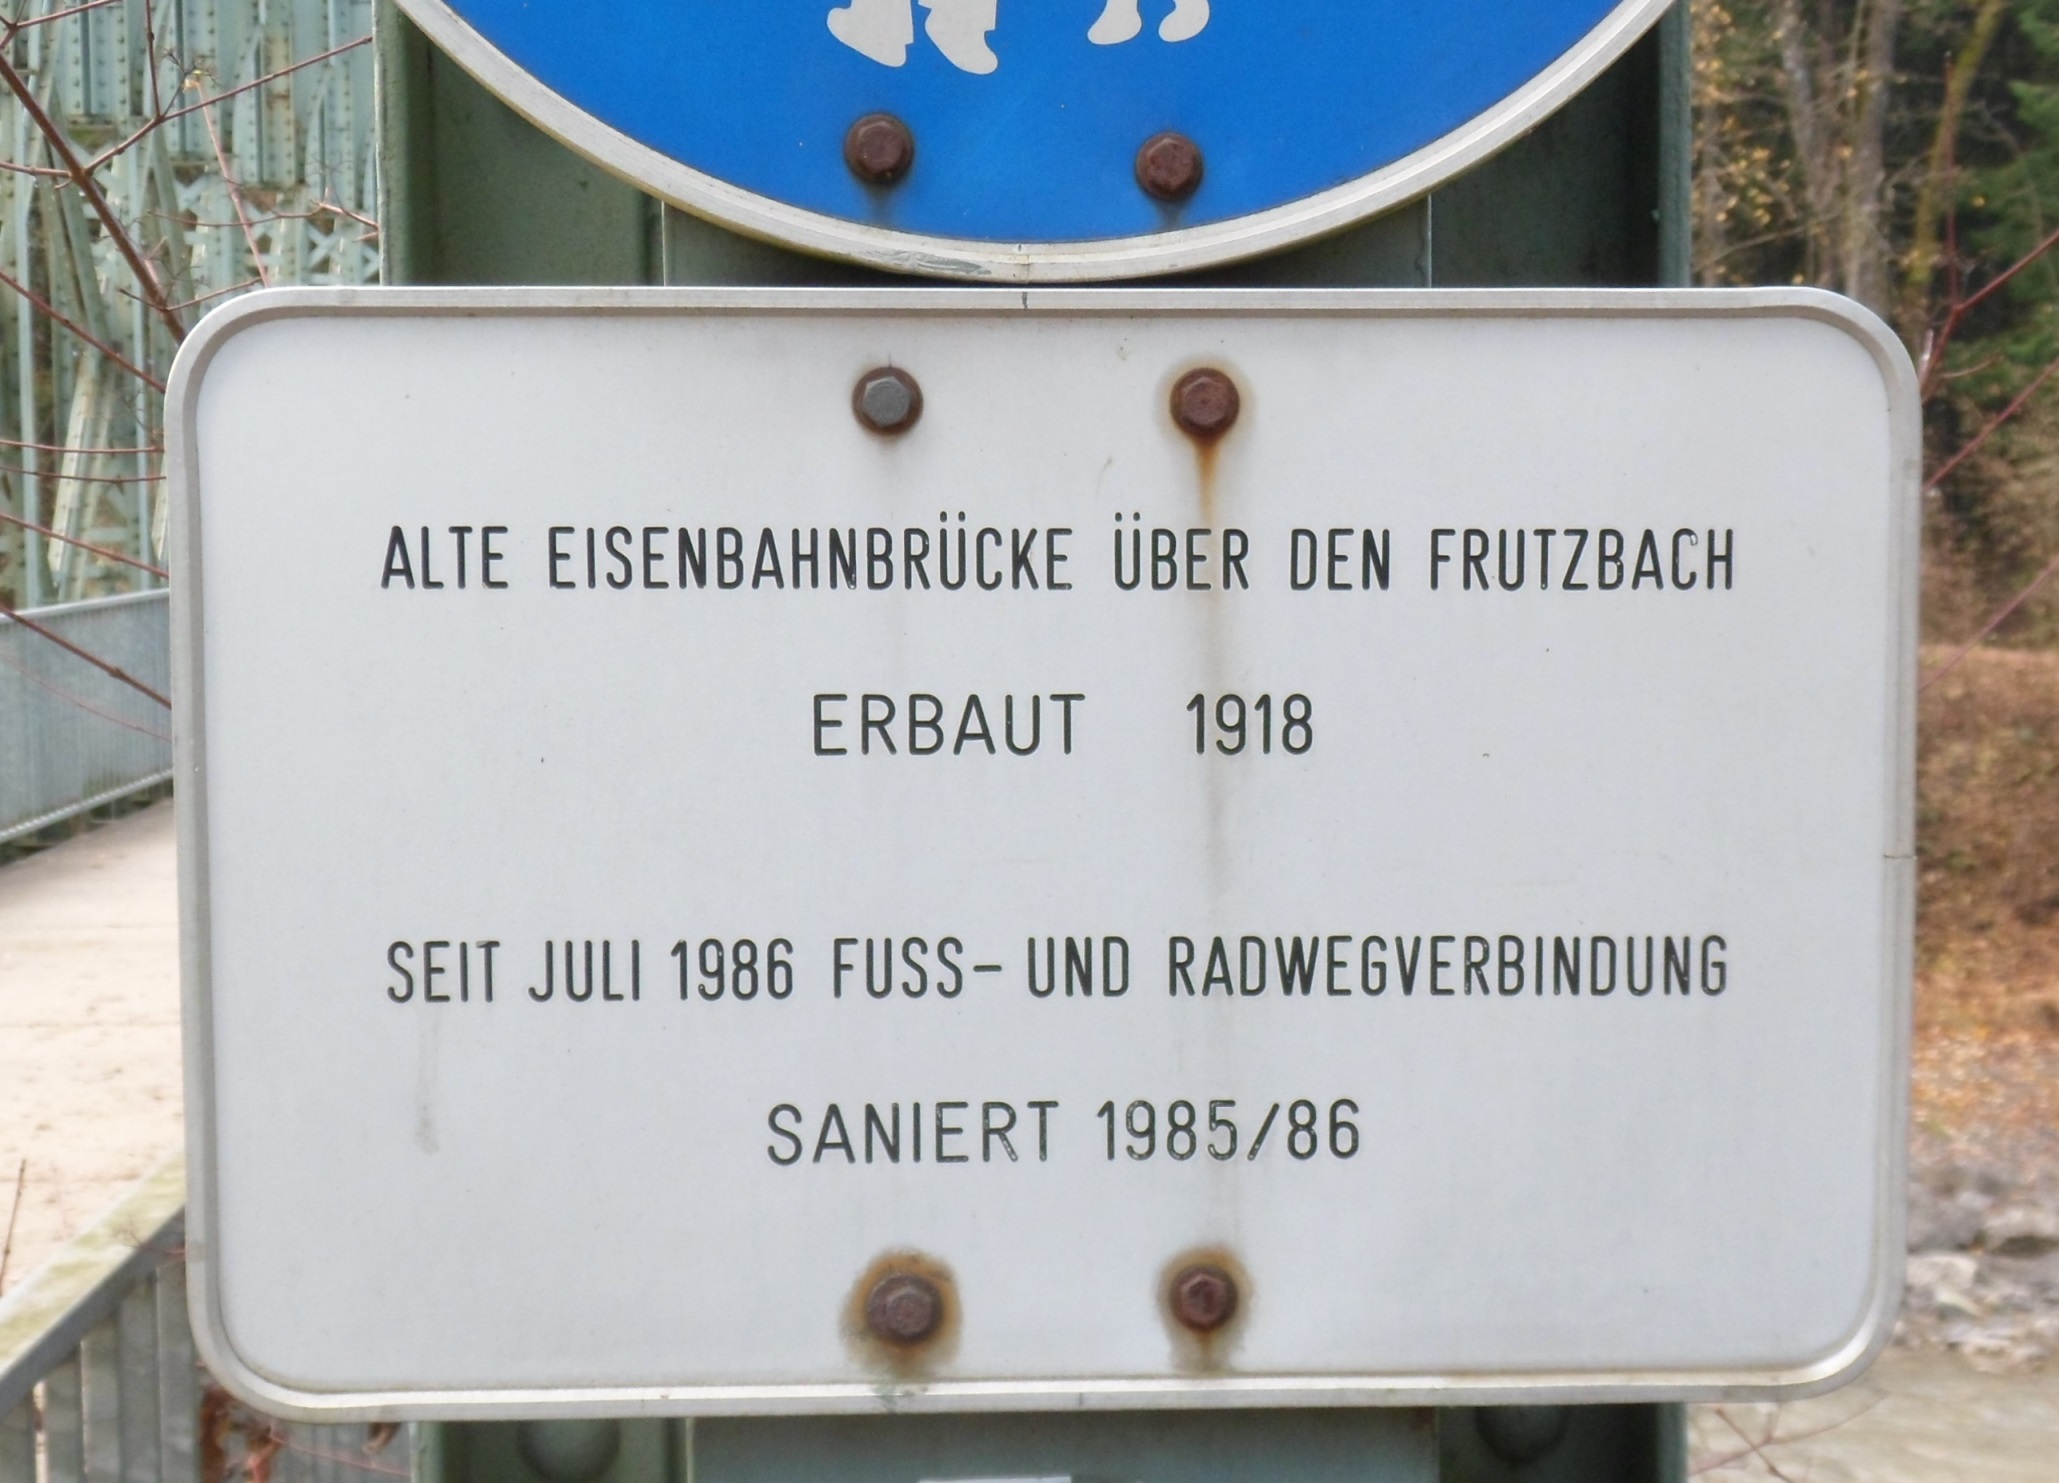 ALTE EISENBAHNBRÜCKE ÜBER DEN FRUTZBACH
ERBAUT 1918
SEIT JULI 1986 FUSS- UND RADWEGVERBINDUNG
SANIERT 1985/86